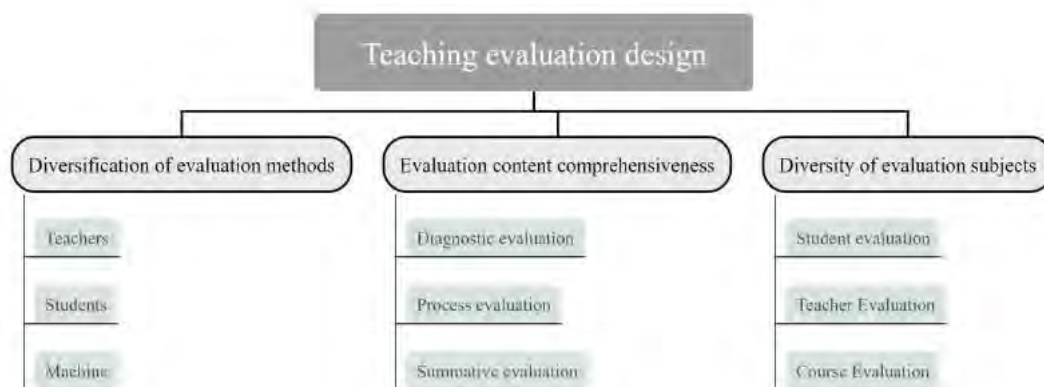 Teaching evaluation design
Diversification of evaluation methods
Teachers
Students
Machine
Evaluation content comprehensiveness
Diagnostic evaluation
Process evaluation
Summative evaluation
Diversity of evaluation subjects
Student evaluation
Teacher Evaluation
Course Evaluation